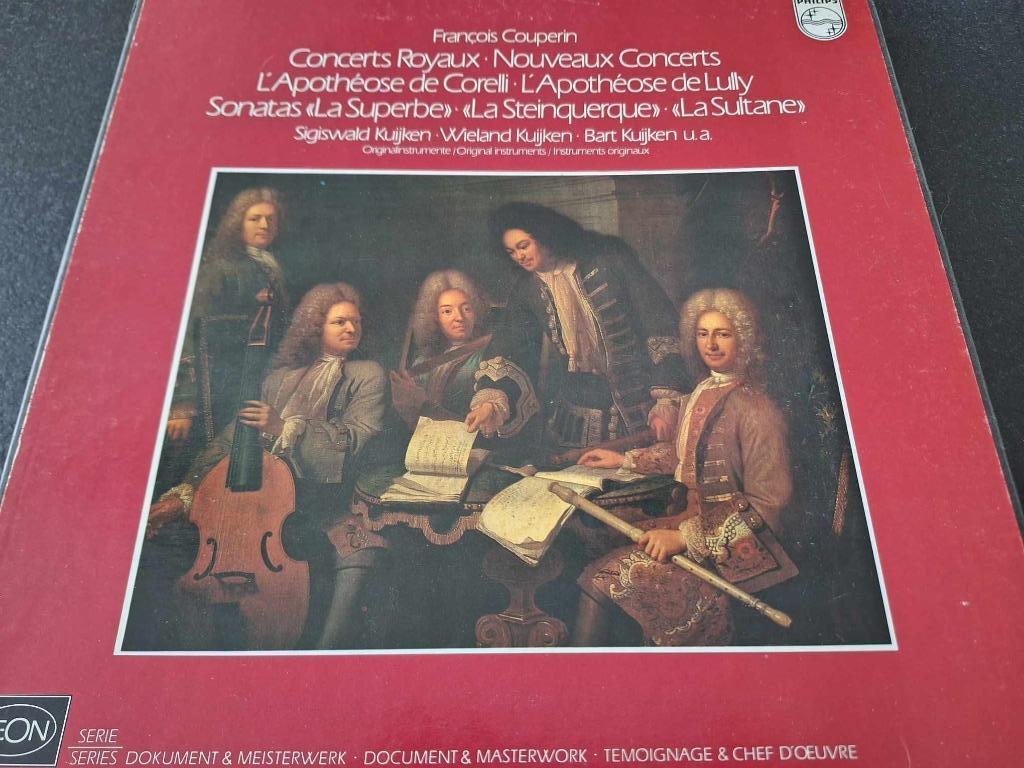 PHILIPS
François Couperin
Concerts Royaux · Nouveaux Concerts
L'Apothéose de Corelli · L'Apothéose de Lully
Sonatas «La Superbe» · «La Steinquerque» · «La Sultane»
Sigiswald Kuijken · Wieland Kuijken · Bart Kuijken u.a.
Originalinstrumente / Original instruments / Instruments originaux
EON
SERIE
SERIES DOKUMENT & MEISTERWERK · DOCUMENT & MASTERWORK · TEMOIGNAGE & CHEF D'OEUVRE